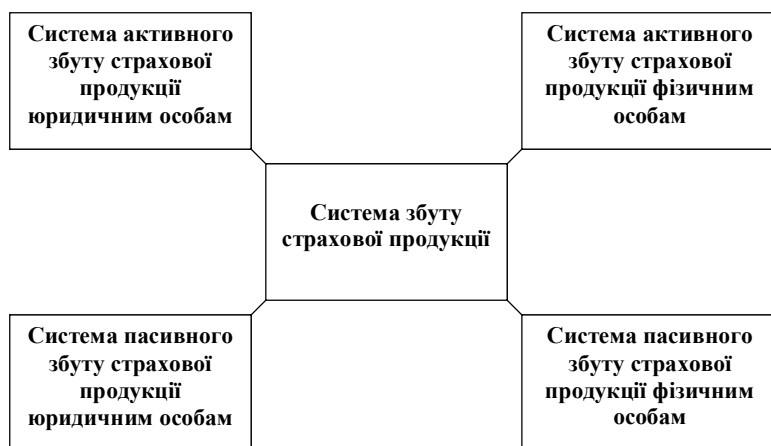 Система активного
збуту страхової
продукції
юридичним особам
Система активного
збуту страхової
продукції фізичним
особам
Система збуту
страхової продукції
Система пасивного
збуту страхової
продукції
юридичним особам
Система пасивного
збуту страхової
продукції фізичним
особам